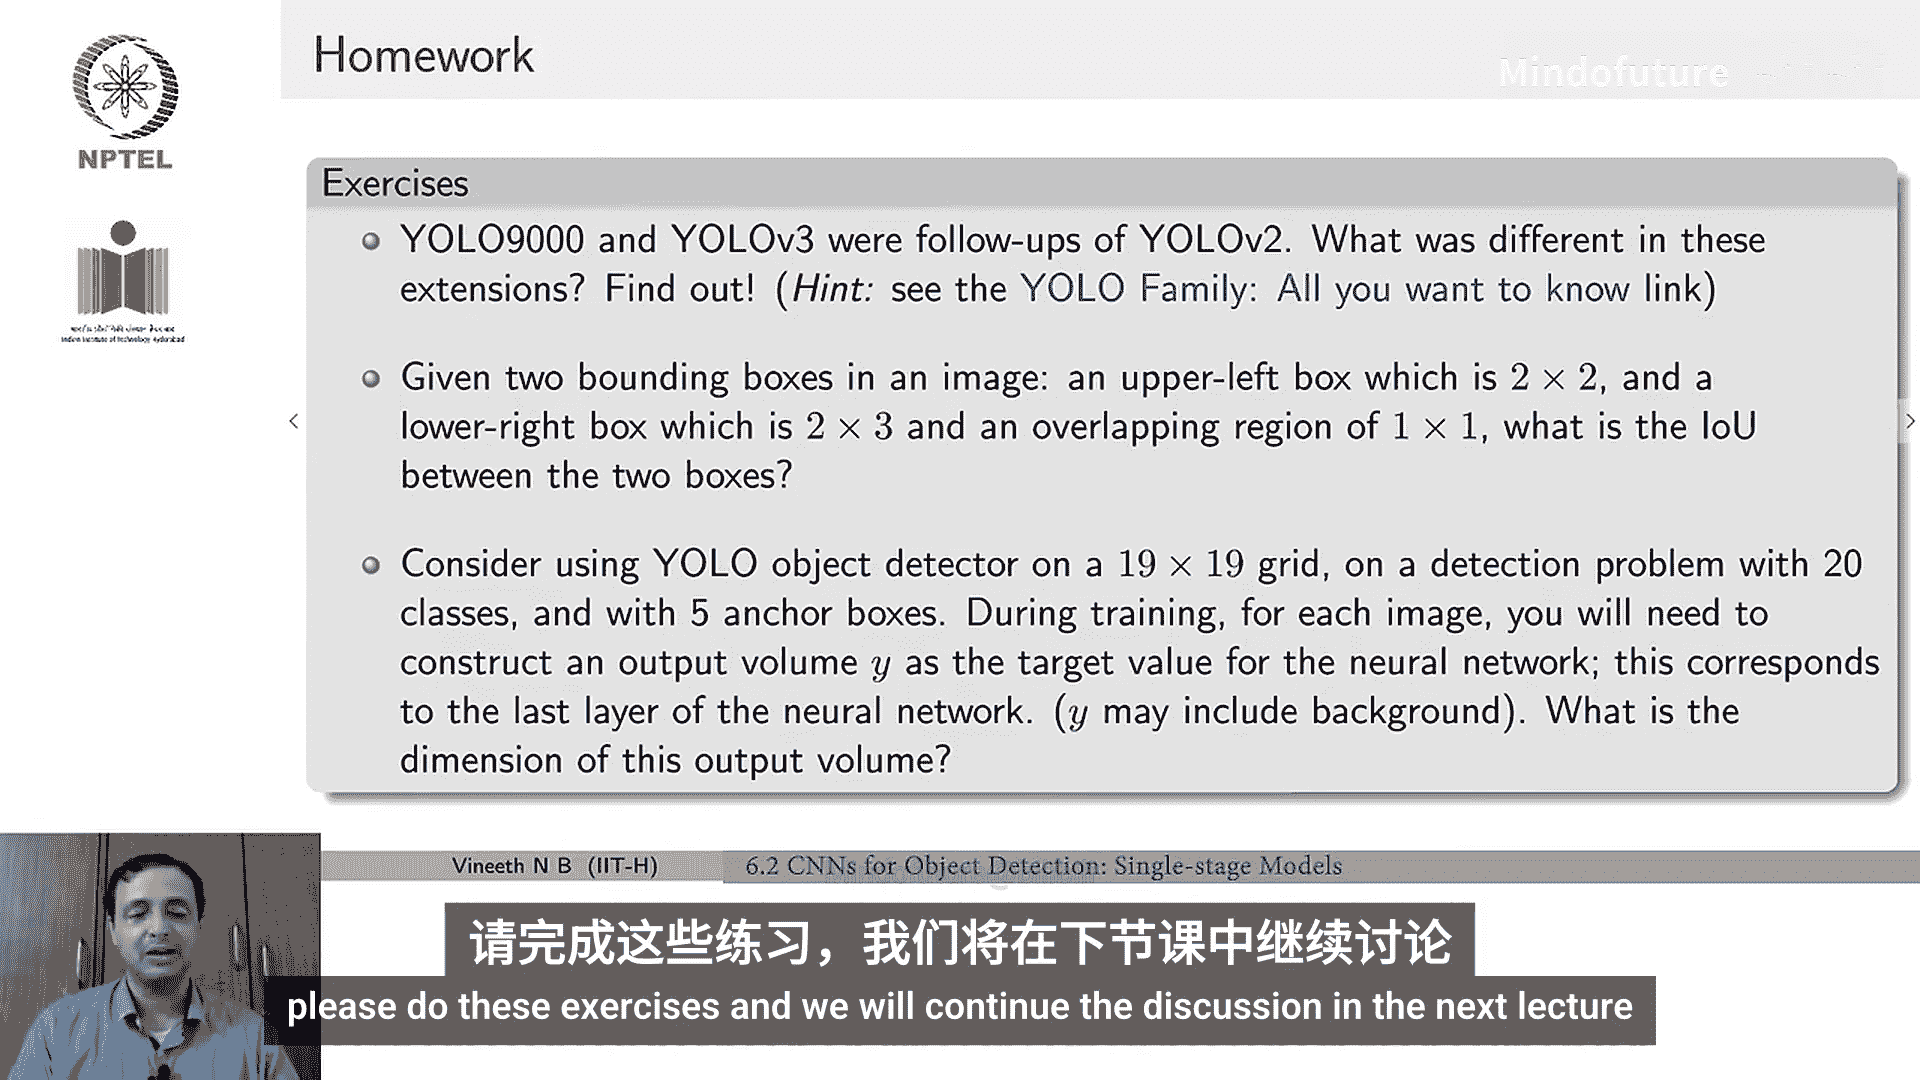 Homework
Mindofuture
NPTEL
Indian Institute of Technology Hyderabad
Exercises
YOLO9000 and YOLOv3 were follow-ups of YOLOv2. What was different in these
extensions? Find out! (Hint: see the YOLO Family: All you want to know link)
Given two bounding boxes in an image: an upper-left box which is 2 × 2, and a
lower-right box which is 2 × 3 and an overlapping region of 1 × 1, what is the IoU
between the two boxes?
Consider using YOLO object detector on a 19 × 19 grid, on a detection problem with 20
classes, and with 5 anchor boxes. During training, for each image, you will need to
construct an output volume y as the target value for the neural network; this corresponds
to the last layer of the neural network. (y may include background). What is the
dimension of this output volume?
Vineeth N B (IIT-H) 6.2 CNNs for Object Detection: Single-stage Models
请完成这些练习，我们将在下节课中继续讨论
please do these exercises and we will continue the discussion in the next lecture